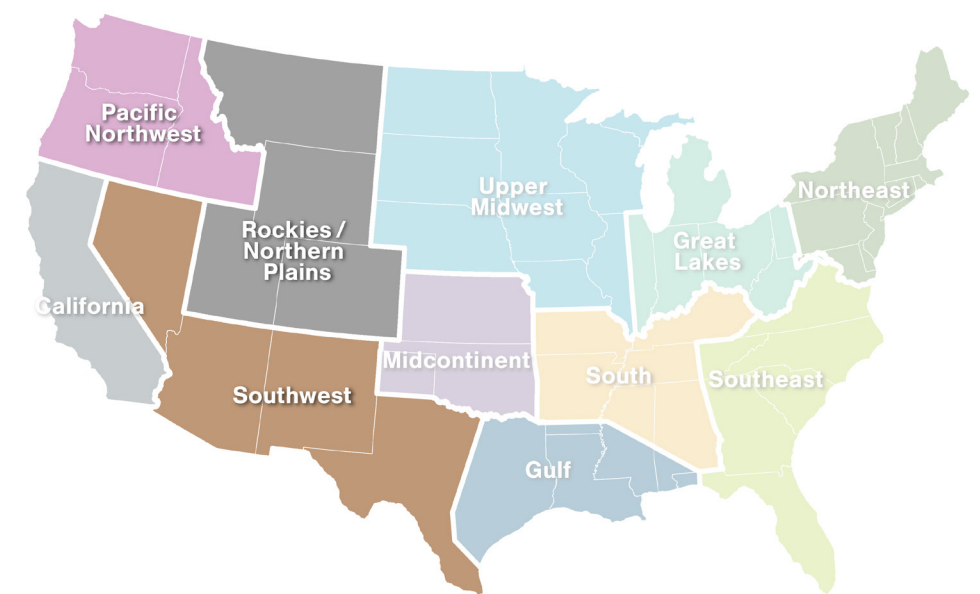 Pacific
Northwest
Rockies /
Northern
Plains
Upper
Midwest
Great
Lakes
Northeast
California
Southwest
Midcontinent
South
Southeast
Gulf